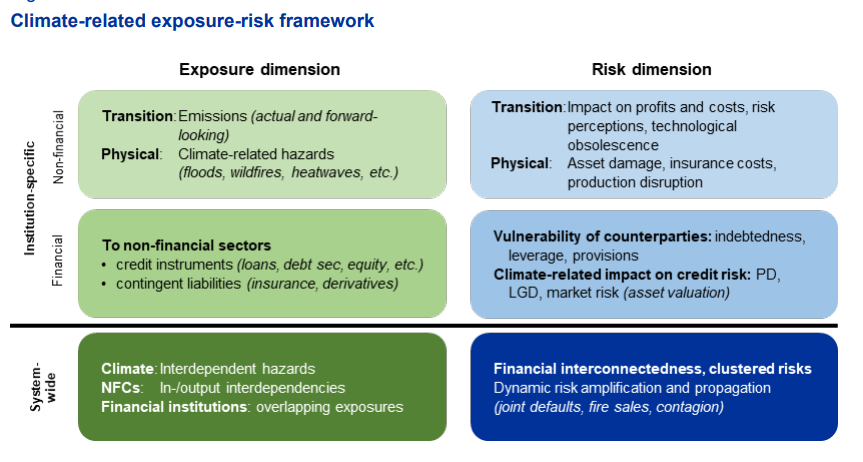 Climate-related exposure-risk framework
Exposure dimension
Risk dimension
Institution-specific
Non-financial
Transition: Emissions (actual and forward-
looking)
Physical: Climate-related hazards
(floods, wildfires, heatwaves, etc.)
Transition: Impact on profits and costs, risk
perceptions, technological
obsolescence
Physical: Asset damage, insurance costs,
production disruption
Financial
To non-financial sectors
• credit instruments (loans, debt sec, equity, etc.)
• contingent liabilities (insurance, derivatives)
Vulnerability of counterparties: indebtedness,
leverage, provisions
Climate-related impact on credit risk: PD,
LGD, market risk (asset valuation)
System-
wide
Climate: Interdependent hazards
NFCs: In-/output interdependencies
Financial institutions: overlapping exposures
Financial interconnectedness, clustered risks
Dynamic risk amplification and propagation
(joint defaults, fire sales, contagion)